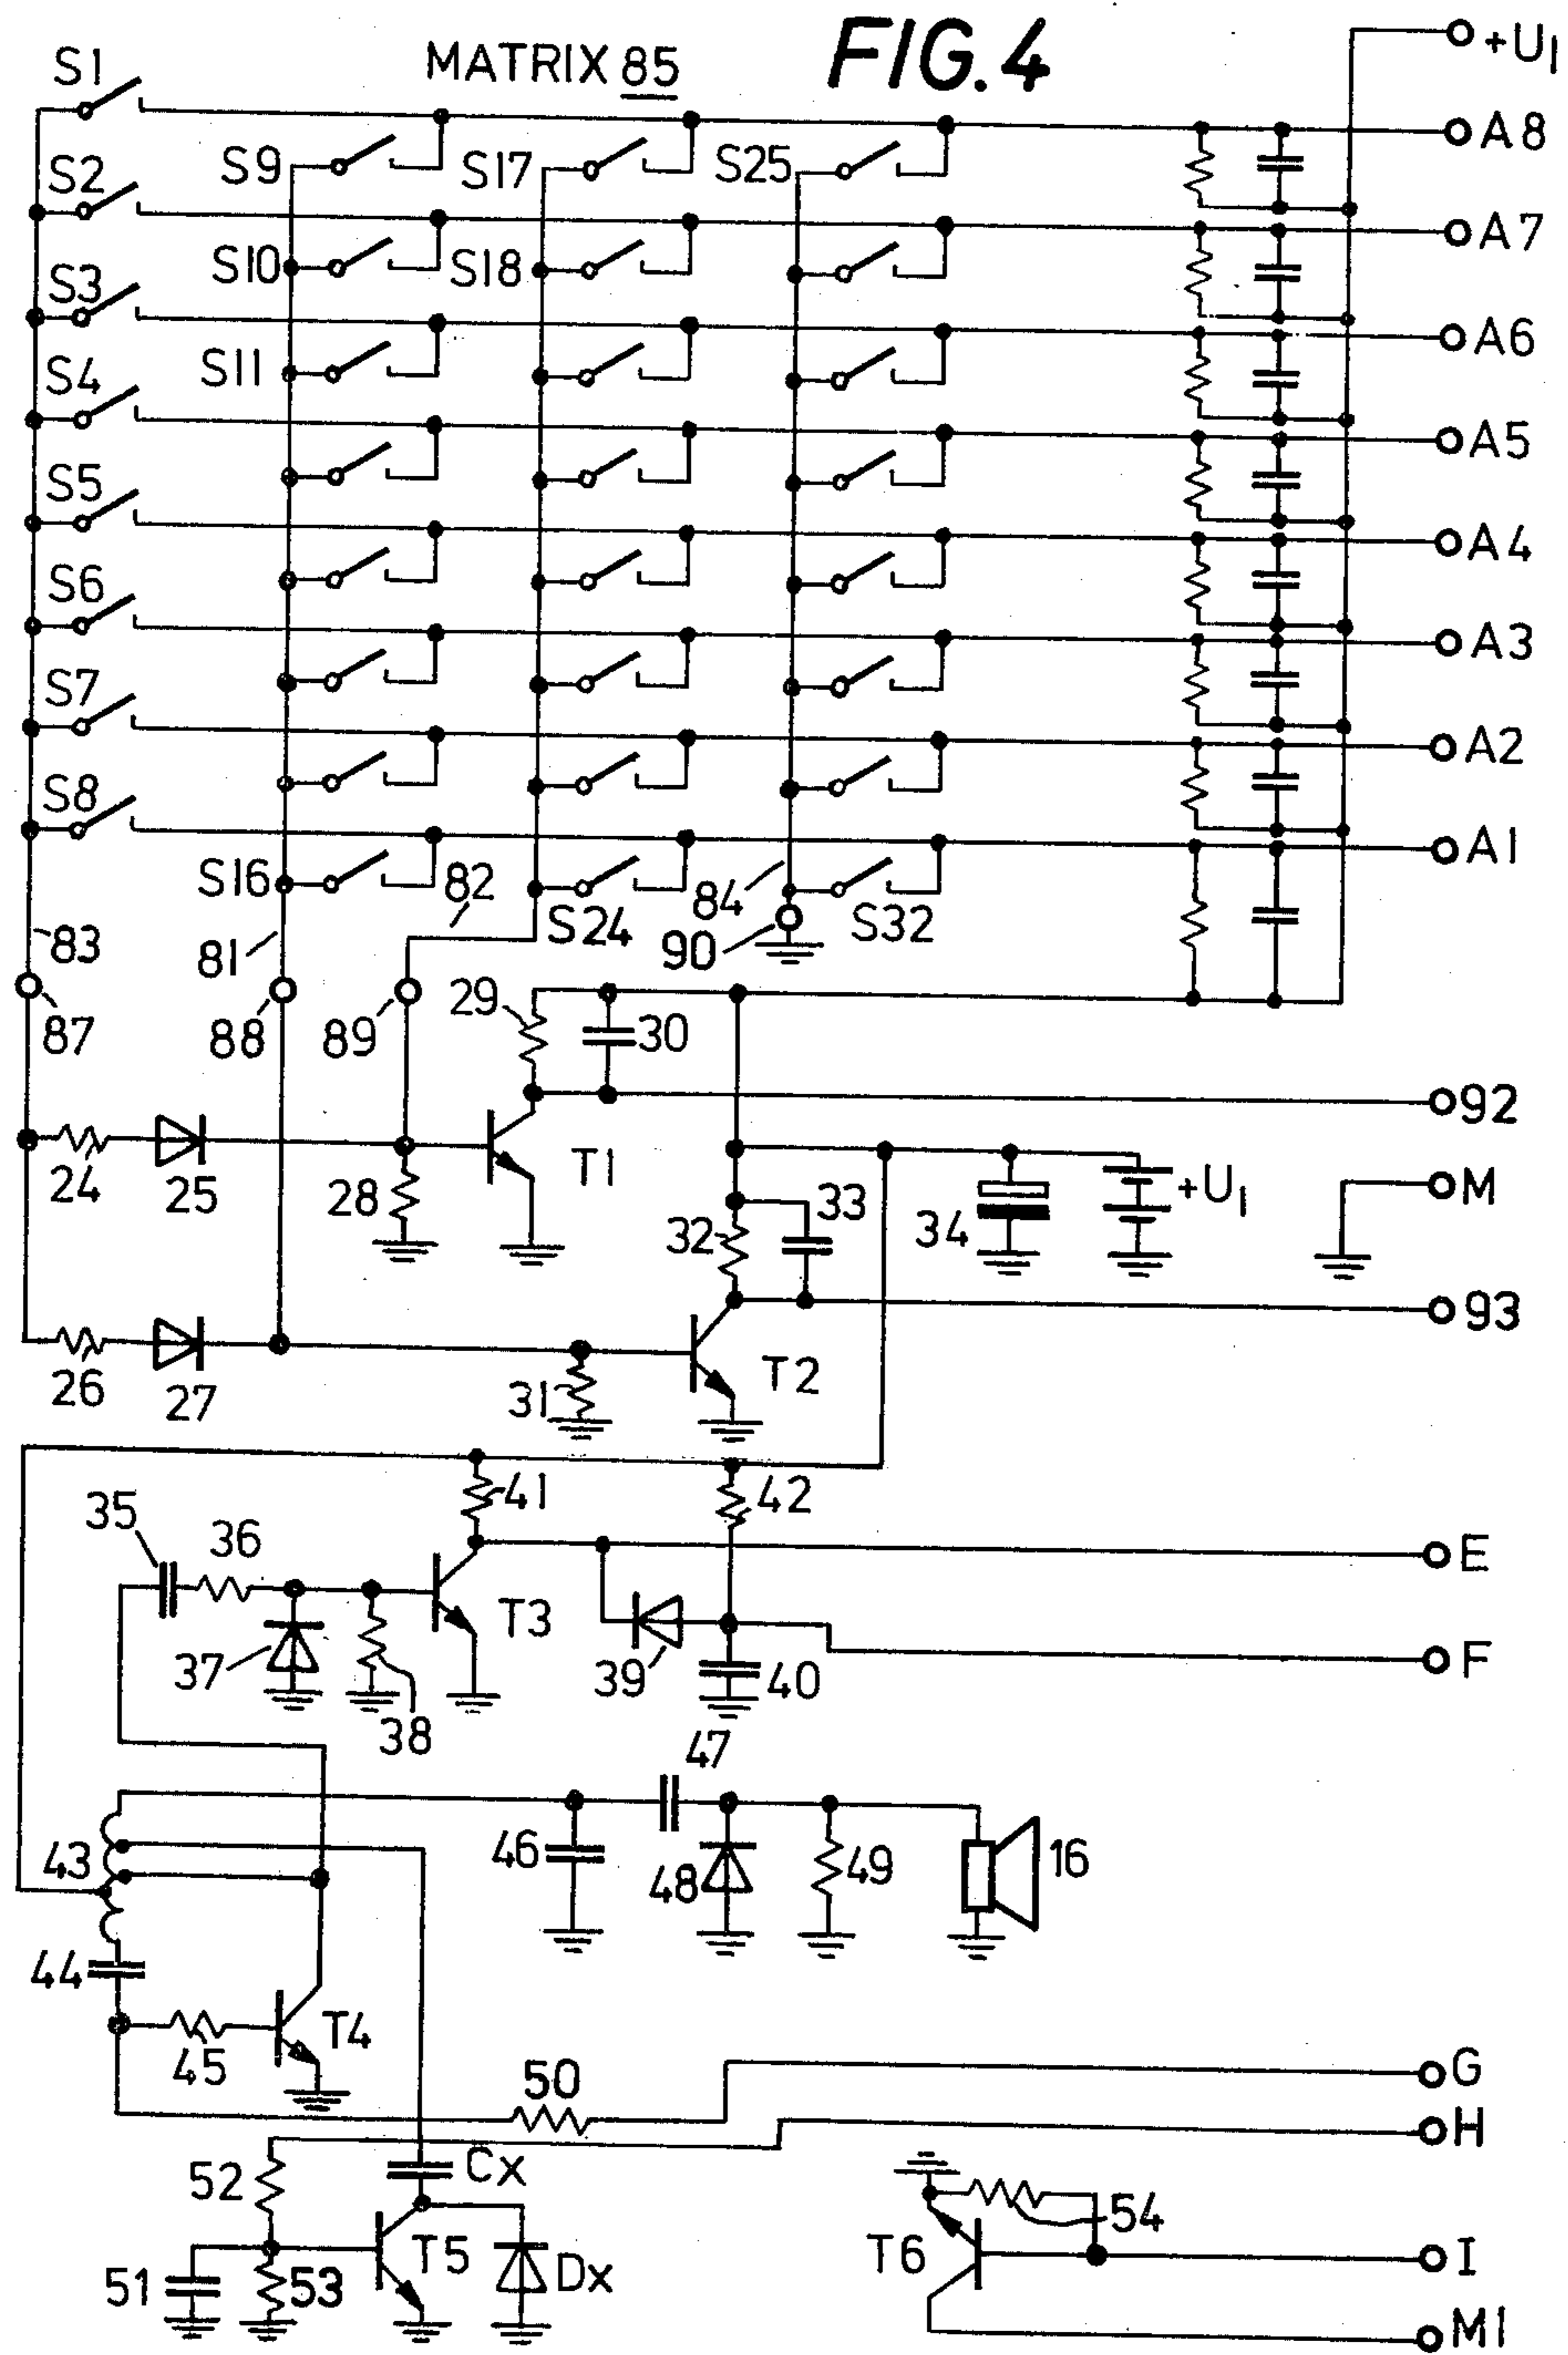 FIG.4
MATRIX 85
+U1
S1
A8
S9
S17
S25
S2
A7
S10
S18
S3
A6
S11
S4
A5
S5
A4
S6
A3
S7
A2
S8
A1
S16
82
S24
84
S32
83
81
90
87
88
89
29
30
92
24
25
28
T1
M
+U1
34
33
32
93
26
27
31
T2
41
42
35
36
E
T3
37
39
40
F
38
47
43
46
48
49
16
44
T4
45
50
G
H
52
Cx
54
T5
T6
I
51
53
Dx
M1